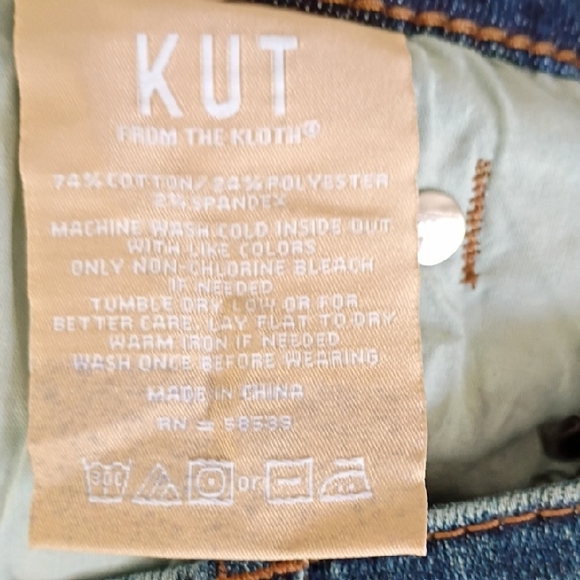 KUT
FROM THE KLOTH®
74% COTTON/24% POLYESTER
2% SPANDEX
MACHINE WASH COLD INSIDE OUT
WITH LIKE COLORS
ONLY NON-CHLORINE BLEACH
IF NEEDED
TUMBLE DRY LOW OR FOR
BETTER CARE, LAY FLAT TO DRY
WARM IRON IF NEEDED
WASH ONCE BEFORE WEARING
MADE IN CHINA
RN =
30C or